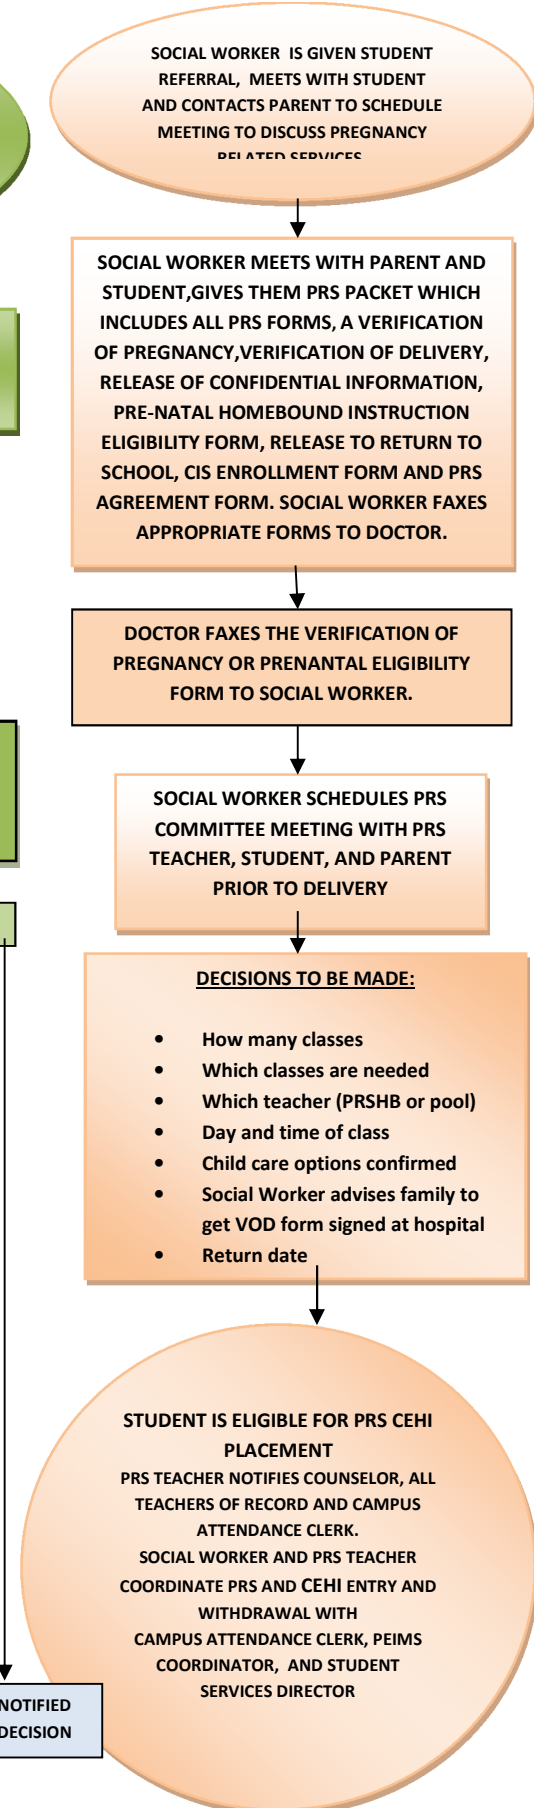 SOCIAL WORKER IS GIVEN STUDENT
REFERRAL, MEETS WITH STUDENT
AND CONTACTS PARENT TO SCHEDULE
MEETING TO DISCUSS PREGNANCY
RELATED SERVICES
SOCIAL WORKER MEETS WITH PARENT AND
STUDENT,GIVES THEM PRS PACKET WHICH
INCLUDES ALL PRS FORMS, A VERIFICATION
OF PREGNANCY,VERIFICATION OF DELIVERY,
RELEASE OF CONFIDENTIAL INFORMATION,
PRE-NATAL HOMEBOUND INSTRUCTION
ELIGIBILITY FORM, RELEASE TO RETURN TO
SCHOOL, CIS ENROLLMENT FORM AND PRS
AGREEMENT FORM. SOCIAL WORKER FAXES
APPROPRIATE FORMS TO DOCTOR.
DOCTOR FAXES THE VERIFICATION OF
PREGNANCY OR PRENANTAL ELIGIBILITY
FORM TO SOCIAL WORKER.
SOCIAL WORKER SCHEDULES PRS
COMMITTEE MEETING WITH PRS
TEACHER, STUDENT, AND PARENT
PRIOR TO DELIVERY
DECISIONS TO BE MADE:
• How many classes
• Which classes are needed
• Which teacher (PRSHB or pool)
• Day and time of class
• Child care options confirmed
• Social Worker advises family to
get VOD form signed at hospital
• Return date
STUDENT IS ELIGIBLE FOR PRS CEHI
PLACEMENT
PRS TEACHER NOTIFIES COUNSELOR, ALL
TEACHERS OF RECORD AND CAMPUS
ATTENDANCE CLERK.
SOCIAL WORKER AND PRS TEACHER
COORDINATE PRS AND CEHI ENTRY AND
WITHDRAWAL WITH
CAMPUS ATTENDANCE CLERK, PEIMS
COORDINATOR, AND STUDENT
SERVICES DIRECTOR
NOTIFIED
DECISION